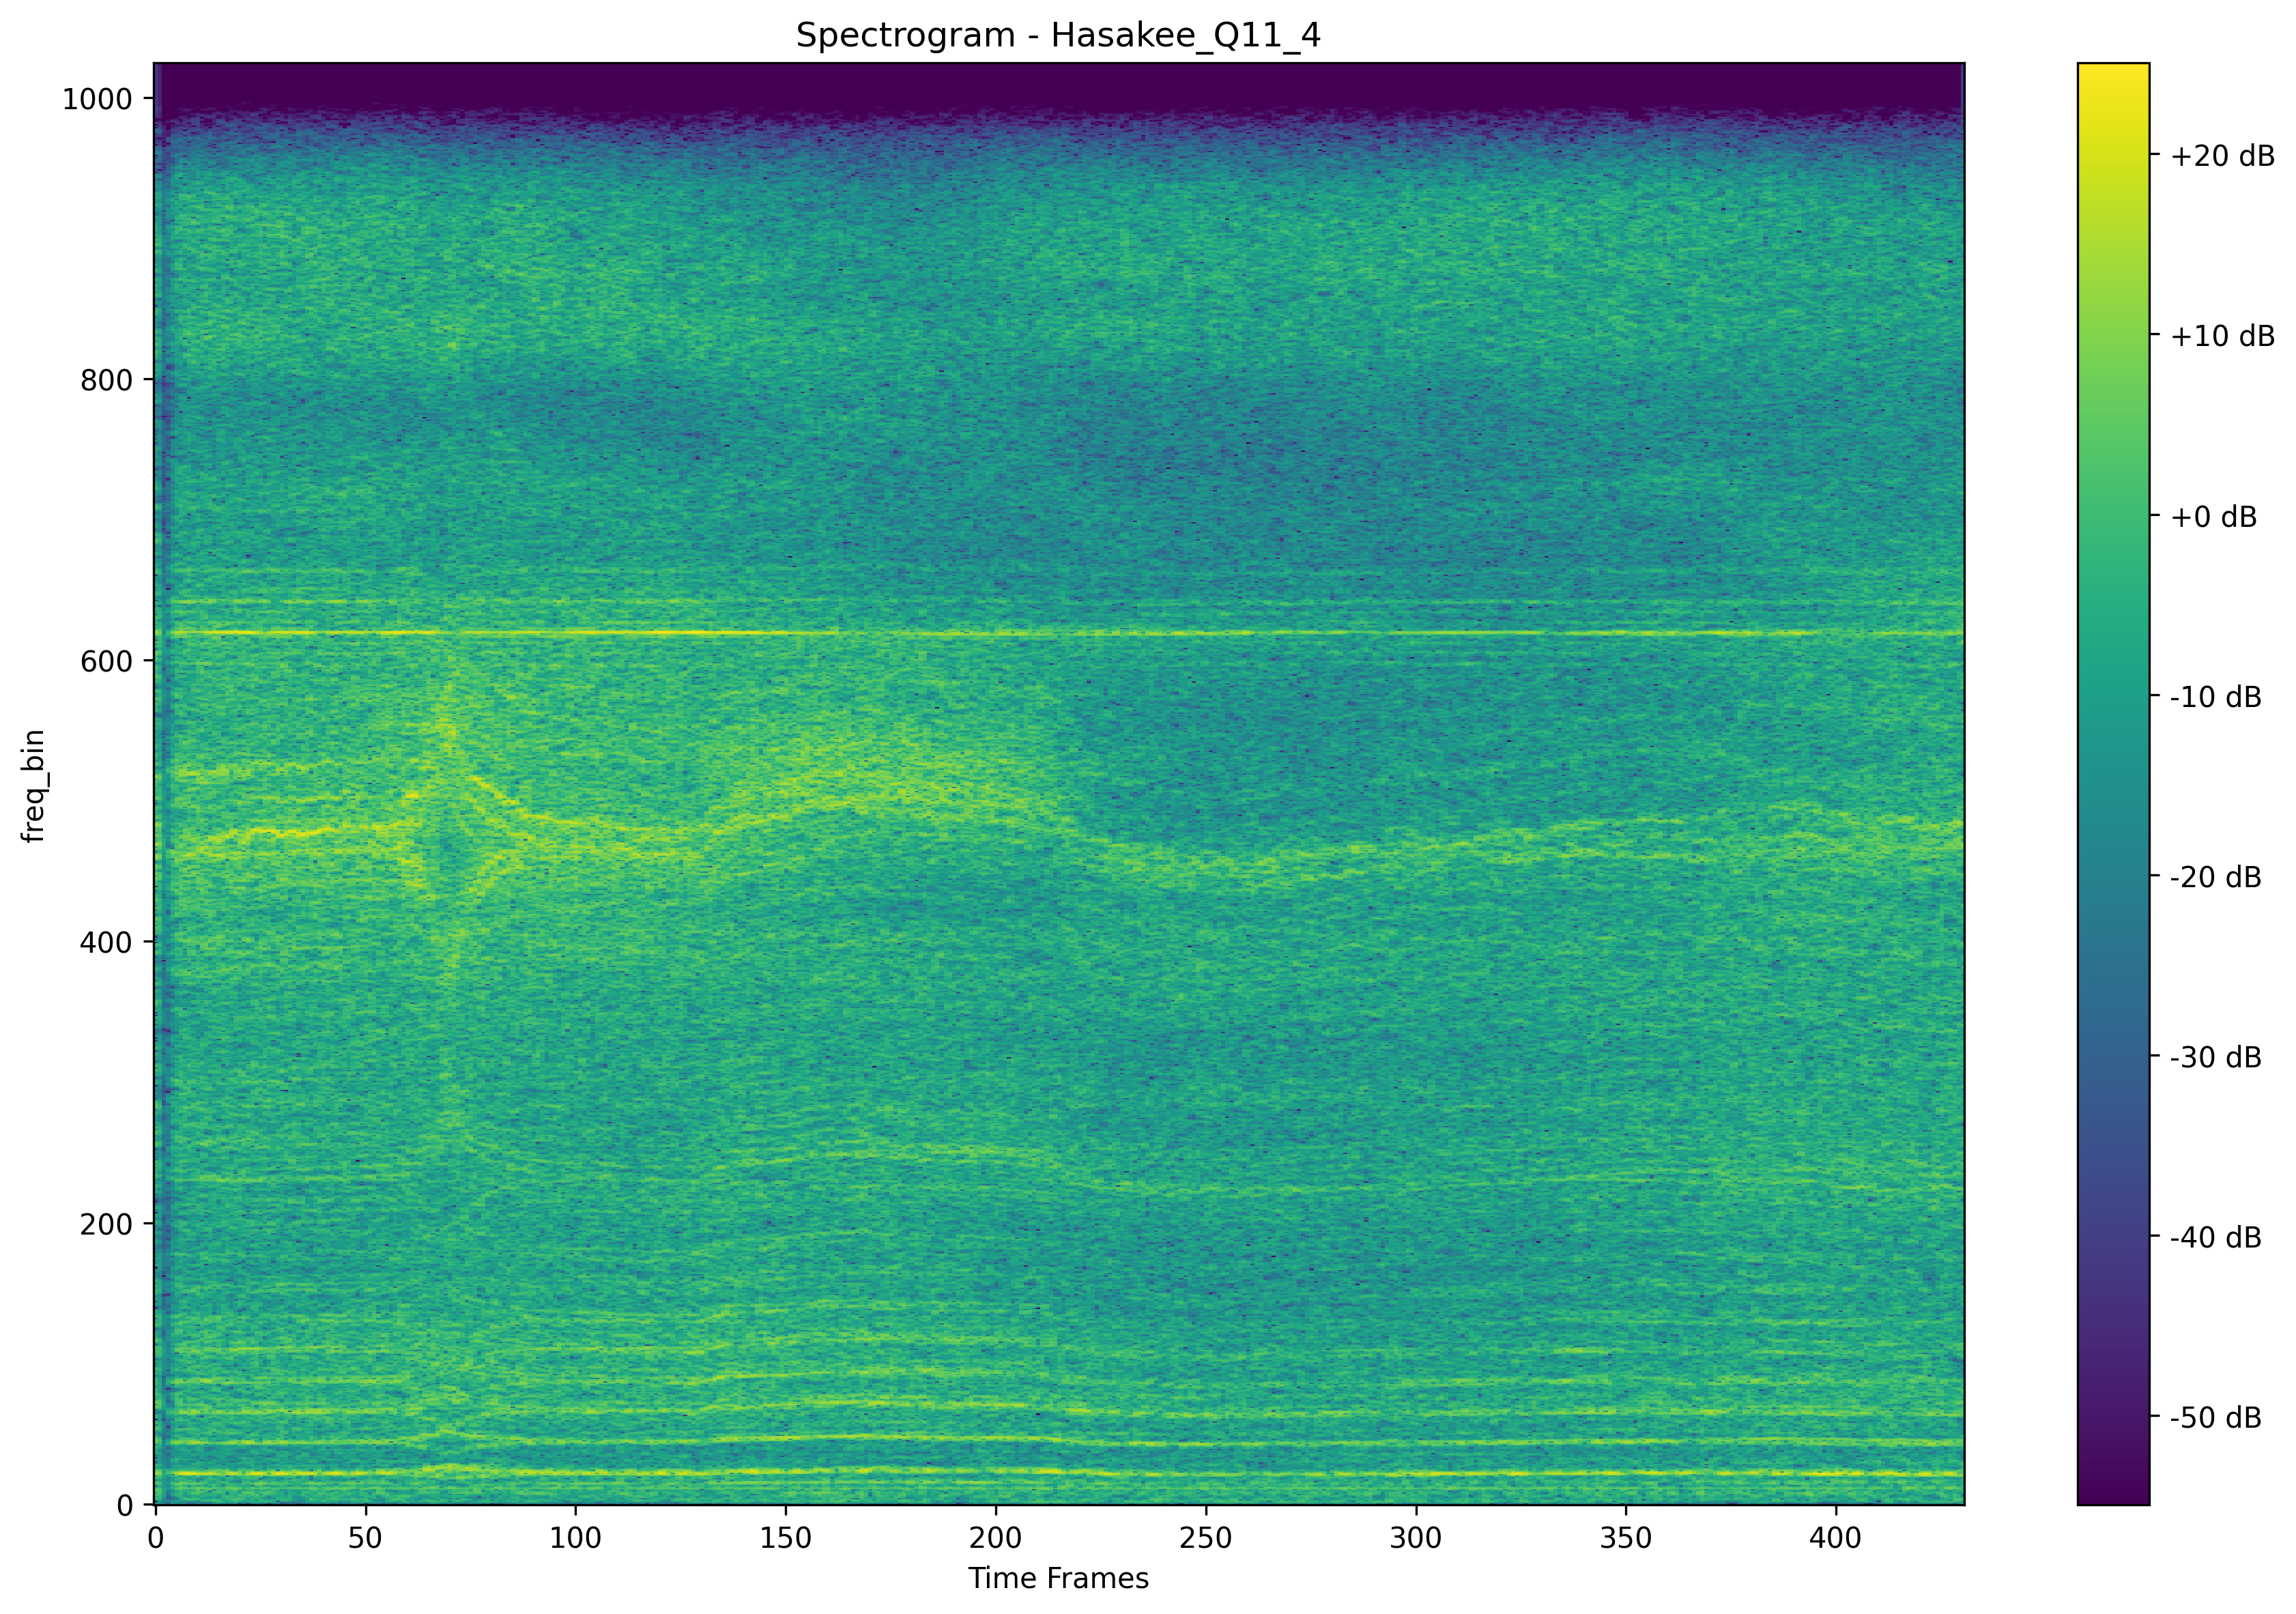 Spectrogram - Hasakee_Q11_4
freq_bin
1000
800
600
400
200
0
0 50 100 150 200 250 300 350 400
Time Frames
+20 dB
+10 dB
+0 dB
-10 dB
-20 dB
-30 dB
-40 dB
-50 dB